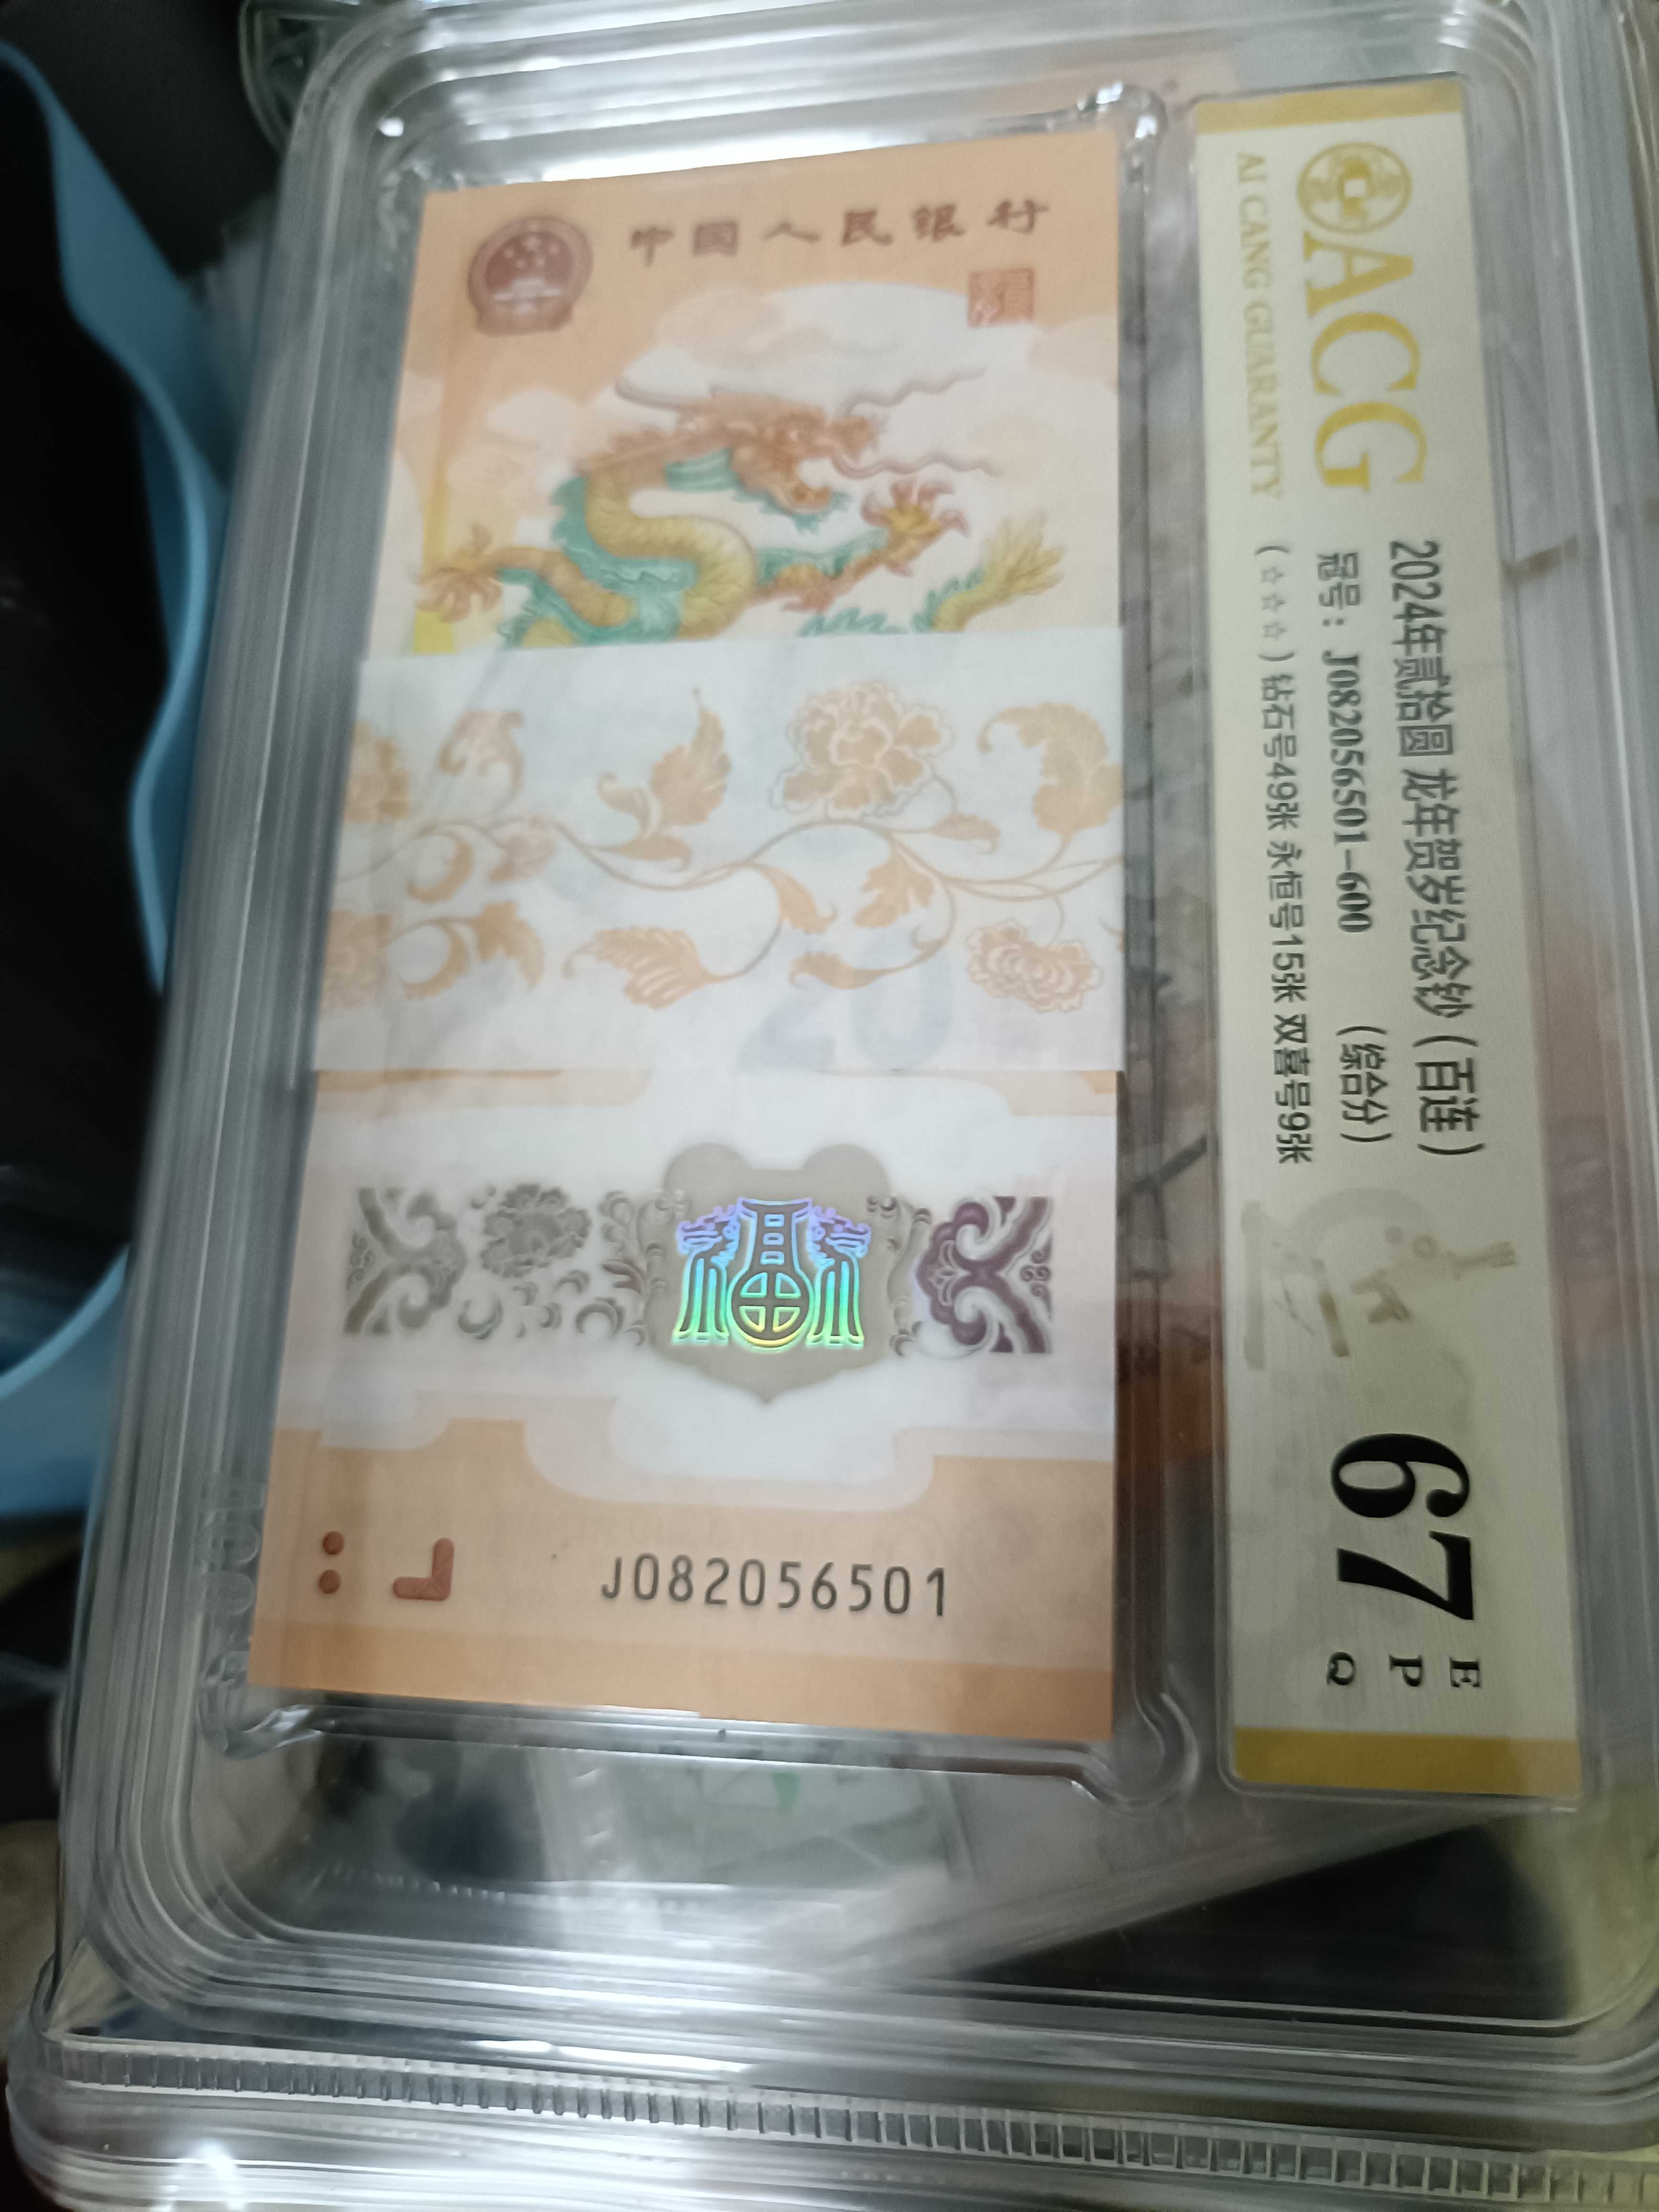 中国人民银行
J082056501
ACG
AI CANG GUARANTY
2024年贰拾圆 龙年贺岁纪念钞（百连）
冠号：J082056501-600 （综合分）
（☆☆☆）钻石号49张 永恒号15张 双喜号9张
67
E
P
Q